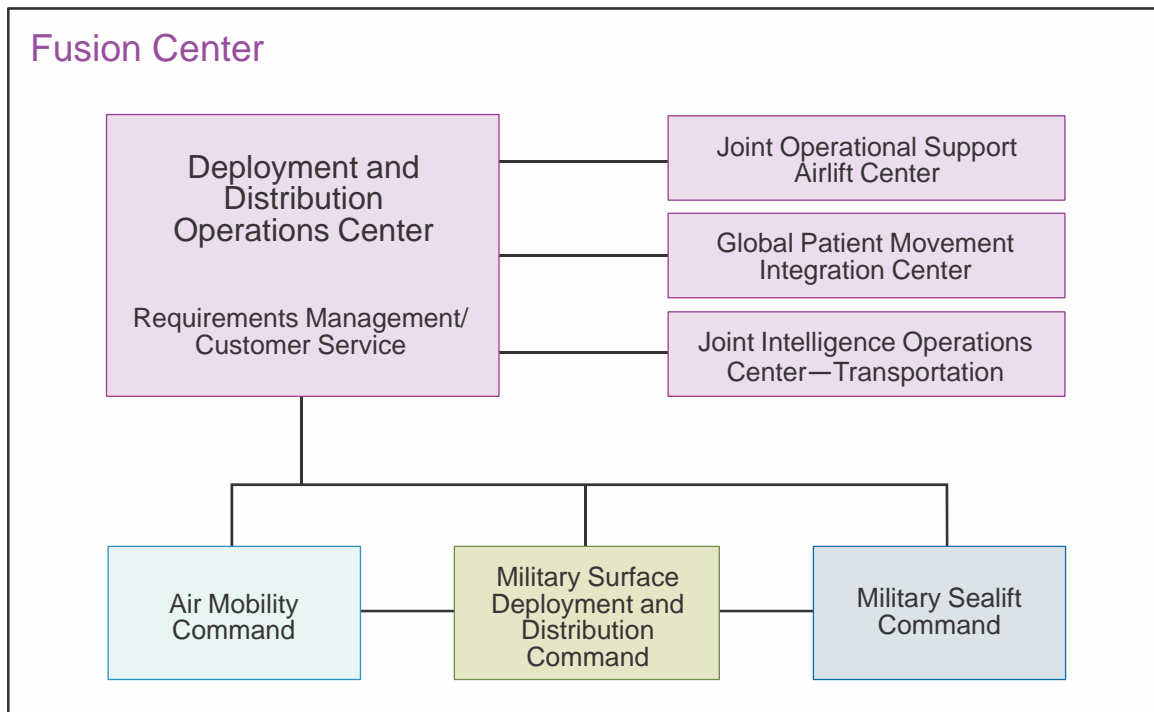 Fusion Center
Deployment and
Distribution
Operations Center
Requirements Management/
Customer Service
Joint Operational Support
Airlift Center
Global Patient Movement
Integration Center
Joint Intelligence Operations
Center—Transportation
Air Mobility
Command
Military Surface
Deployment and
Distribution
Command
Military Sealift
Command